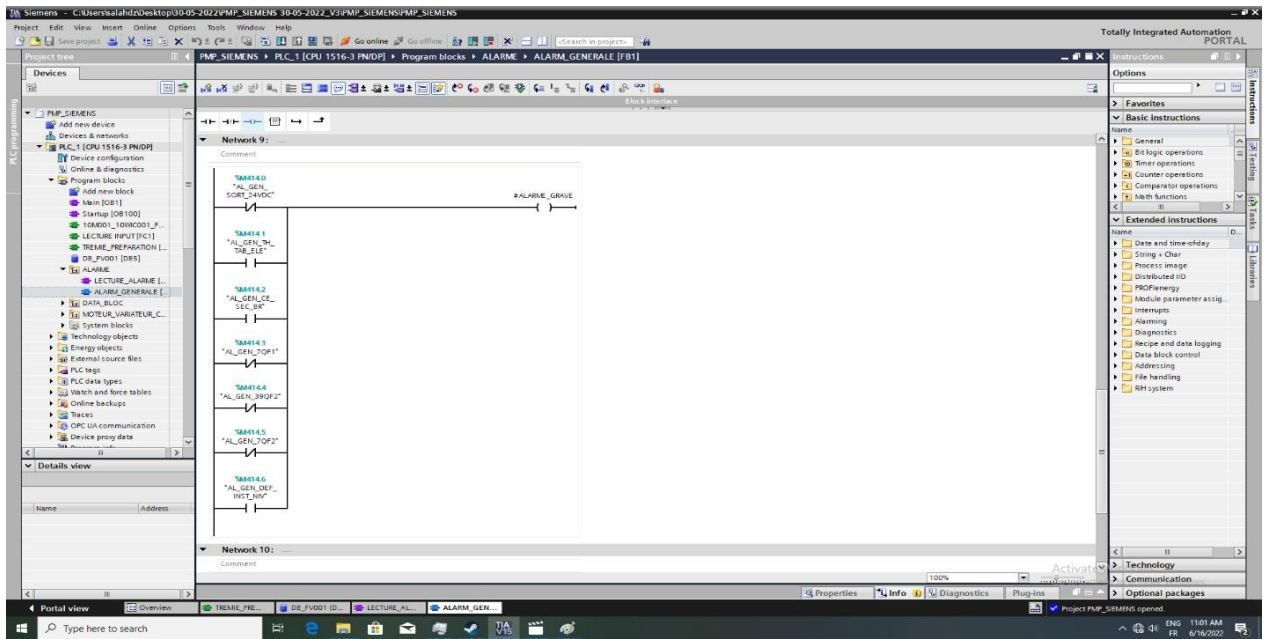 Siemens - C:\Users\salahdz\Desktop\30-05-2022\PMP_SIEMENS 30-05-2022_V3\PMP_SIEMENS\PMP_SIEMENS
Project Edit View Insert Online Options Tools Window Help
Totally Integrated Automation
PORTAL
Save project
Go online
Go offline
<Search in project>
Project tree
PMP_SIEMENS PLC_1 [CPU 1516-3 PN/DP] Program blocks ALARME ALARM_GENERALE [FB1]
Instructions
Devices
Options
PLC programming
PMP_SIEMENS
Add new device
Devices & networks
PLC_1 [CPU 1516-3 PN/DP]
Device configuration
Online & diagnostics
Program blocks
Add new block
Main [OB1]
Startup [OB100]
10M001_10WIC001_F...
LECTURE INPUT [FC1]
TREMIE_PREPARATION [...
DB_FV001 [DB5]
ALARME
LECTURE_ALARME [...
ALARM_GENERALE [...
DATA_BLOC
MOTEUR_VARIATEUR_C...
System blocks
Technology objects
Energy objects
External source files
PLC tags
PLC data types
Watch and force tables
Online backups
Traces
OPC UA communication
Device proxy data
Details view
Name Address
Block interface
Network 9: ....
Comment
%M414.0
"AL_GEN_
SORT_24VDC"
#ALARME_GRAVE
%M414.1
"AL_GEN_TH_
TAB_ELE"
%M414.2
"AL_GEN_CE_
SEC_BR"
%M414.3
"AL_GEN_7QF1"
%M414.4
"AL_GEN_39QF2"
%M414.5
"AL_GEN_7QF2"
%M414.6
"AL_GEN_DEF_
INST_NIV"
Network 10: ....
Comment
100%
Properties Info Diagnostics Plug-ins
Favorites
Basic instructions
Name
General
Bit logic operations
Timer operations
Counter operations
Comparator operations
Math functions
Extended instructions
Name D...
Date and time-of-day
String + Char
Process image
Distributed I/O
PROFIenergy
Module parameter assig...
Interrupts
Alarming
Diagnostics
Recipe and data logging
Data block control
Addressing
File handling
R/H system
Technology
Communication
Optional packages
Instructions
Testing
Tasks
Libraries
Portal view
Overview
TREMIE_PRE...
DB_FV001 (D...
LECTURE_AL...
ALARM_GEN...
Project PMP_SIEMENS opened.
Type here to search
TIA
V15
ENG 11:01 AM
FR 6/16/2022